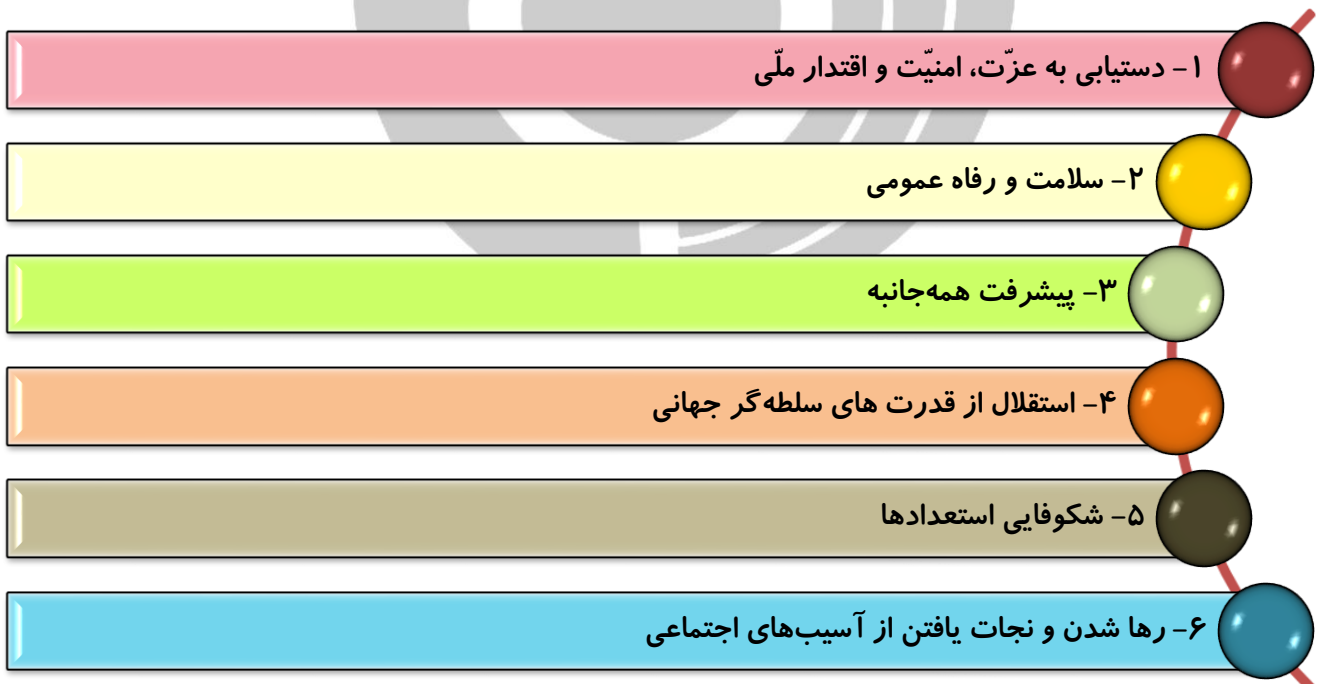 ۱- دستیابی به عزّت، امنیّت و اقتدار ملّی
۲- سلامت و رفاه عمومی
۳- پیشرفت همه‌جانبه
۴- استقلال از قدرت های سلطه‌گر جهانی
۵- شکوفایی استعدادها
۶- رها شدن و نجات یافتن از آسیب‌های اجتماعی